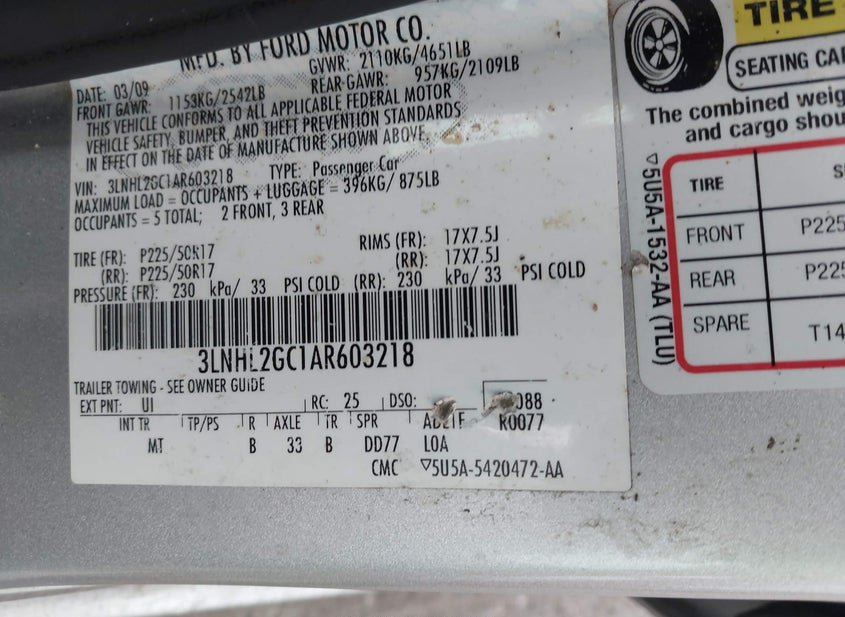 MFD. BY FORD MOTOR CO.
DATE: 03/09 GVWR: 2110KG/4651LB
FRONT GAWR: 1153KG/2542LB REAR GAWR: 957KG/2109LB
THIS VEHICLE CONFORMS TO ALL APPLICABLE FEDERAL MOTOR
VEHICLE SAFETY, BUMPER, AND THEFT PREVENTION STANDARDS
IN EFFECT ON THE DATE OF MANUFACTURE SHOWN ABOVE.
VIN: 3LNHL2GC1AR603218 TYPE: Passenger Car
MAXIMUM LOAD = OCCUPANTS + LUGGAGE = 396KG/ 875LB
OCCUPANTS = 5 TOTAL; 2 FRONT, 3 REAR
TIRE (FR): P225/50R17 RIMS (FR): 17X7.5J
(RR): P225/50R17 (RR): 17X7.5J
PRESSURE (FR): 230 kPa/ 33 PSI COLD (RR): 230 kPa/ 33 PSI COLD
3LNHL2GC1AR603218
TRAILER TOWING - SEE OWNER GUIDE
EXT PNT: UI RC: 25 DSO: 088
INT TR TP/PS R AXLE TR SPR R0077
MT B 33 B DD77 LOA
CMC ▽5U5A-5420472-AA
TIRE
SEATING CA
The combined weig
and cargo shou
▽5U5A-1532-AA (TLU)
TIRE S
FRONT P225
REAR P225
SPARE T14